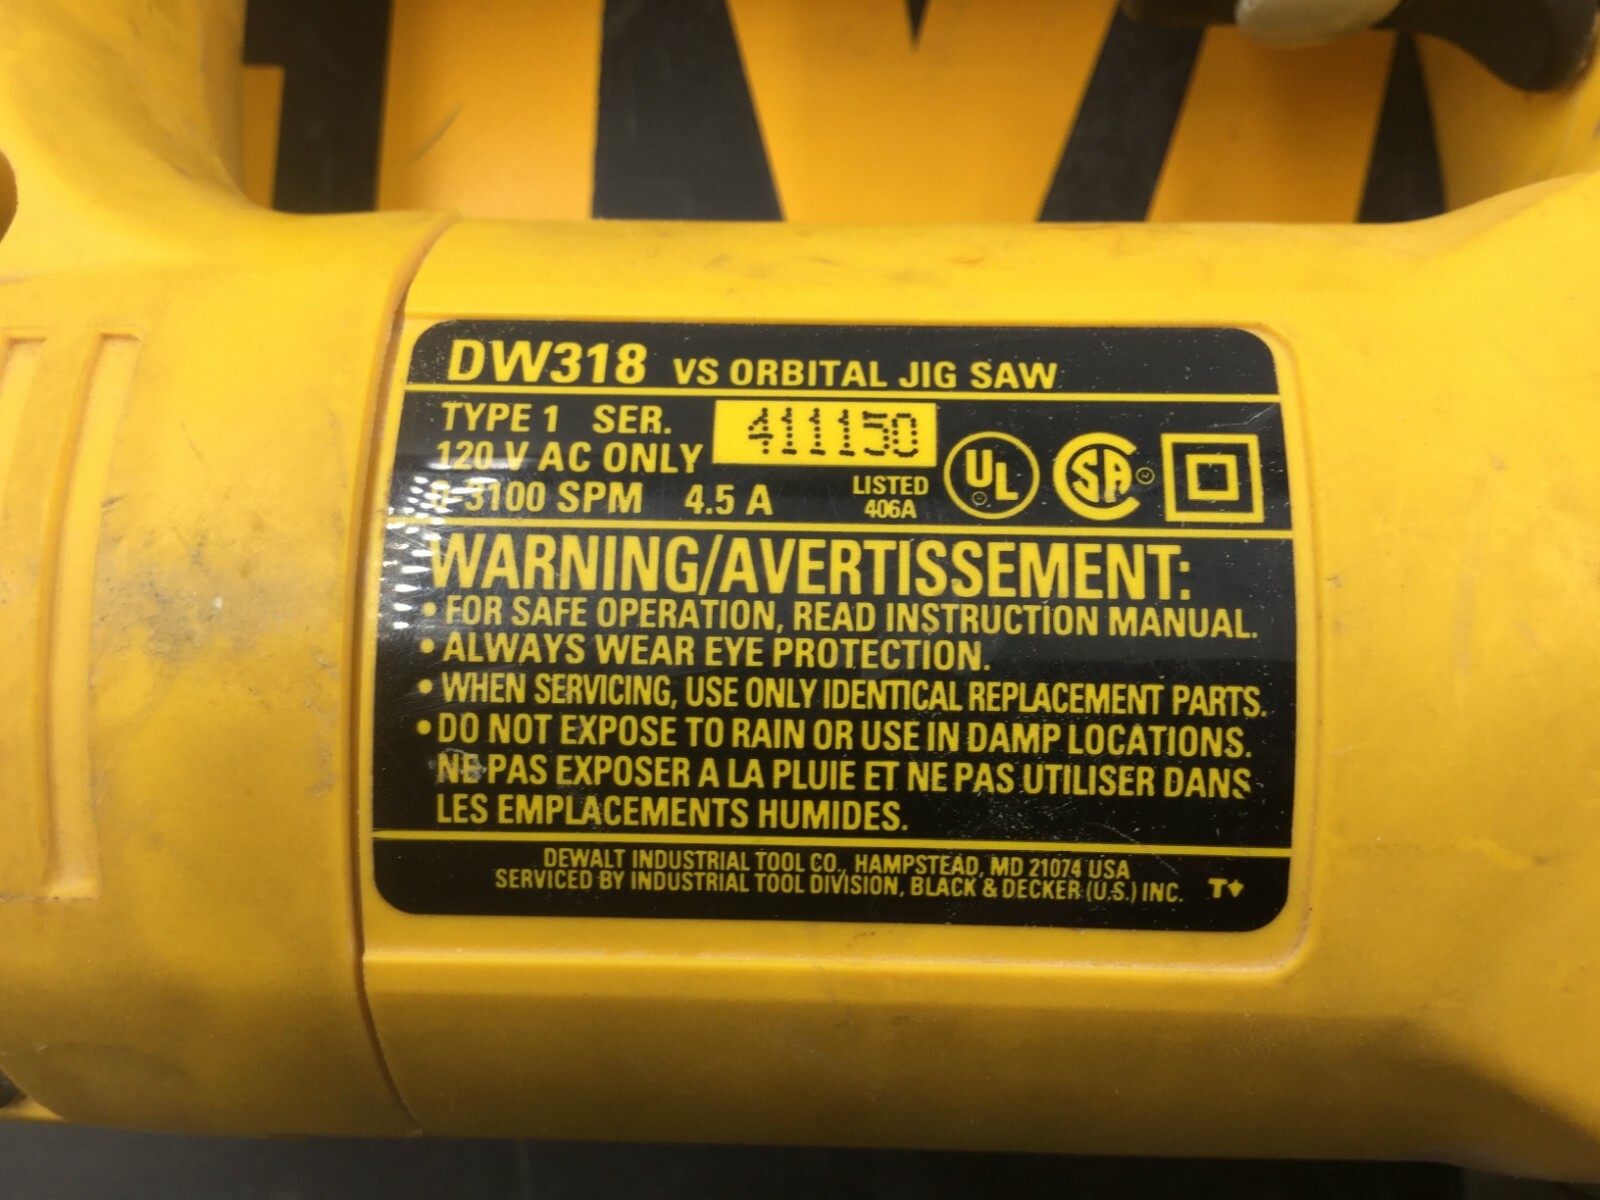 DW318 VS ORBITAL JIG SAW
TYPE 1 SER. 411150
120 V AC ONLY
0-3100 SPM 4.5 A
LISTED
406A
UL
CSA
WARNING/AVERTISSEMENT:
• FOR SAFE OPERATION, READ INSTRUCTION MANUAL.
• ALWAYS WEAR EYE PROTECTION.
• WHEN SERVICING, USE ONLY IDENTICAL REPLACEMENT PARTS.
• DO NOT EXPOSE TO RAIN OR USE IN DAMP LOCATIONS.
NE PAS EXPOSER A LA PLUIE ET NE PAS UTILISER DANS
LES EMPLACEMENTS HUMIDES.
DEWALT INDUSTRIAL TOOL CO., HAMPSTEAD, MD 21074 USA
SERVICED BY INDUSTRIAL TOOL DIVISION, BLACK & DECKER (U.S.) INC.